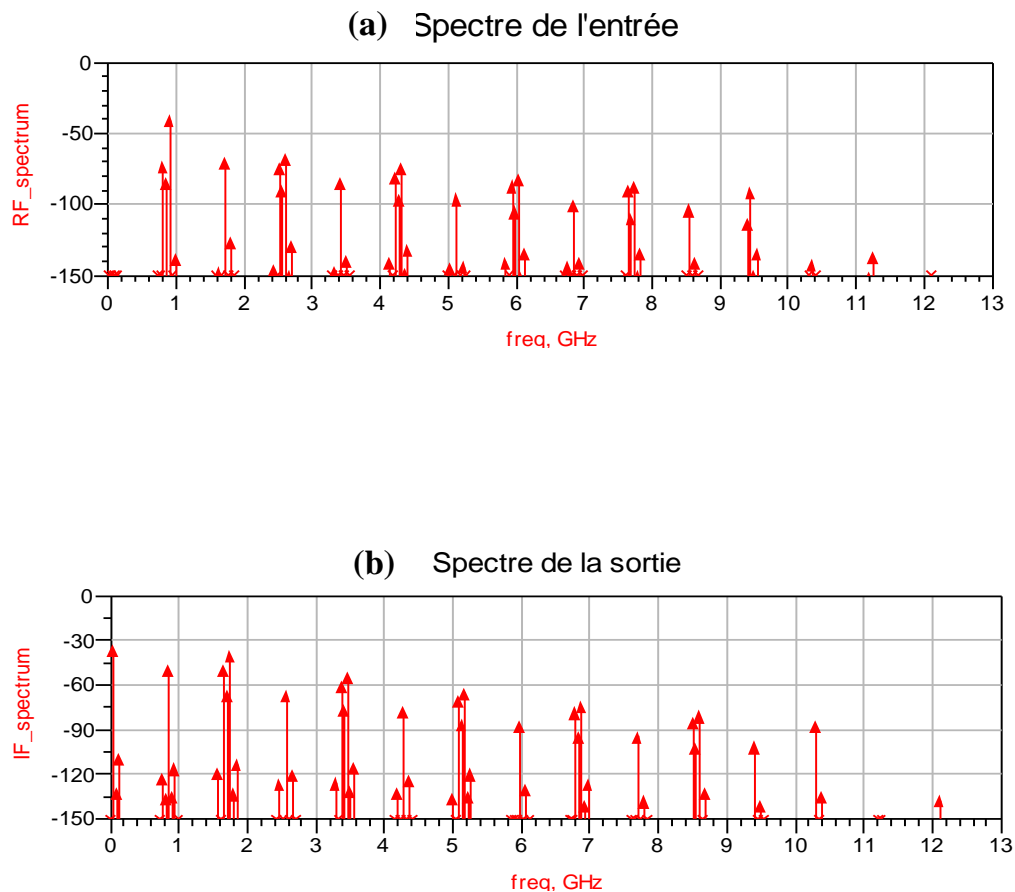 (a) Spectre de l'entrée
0
-50
-100
-150
RF_spectrum
0 1 2 3 4 5 6 7 8 9 10 11 12 13
freq, GHz
(b) Spectre de la sortie
0
-30
-60
-90
-120
-150
IF_spectrum
0 1 2 3 4 5 6 7 8 9 10 11 12 13
freq, GHz